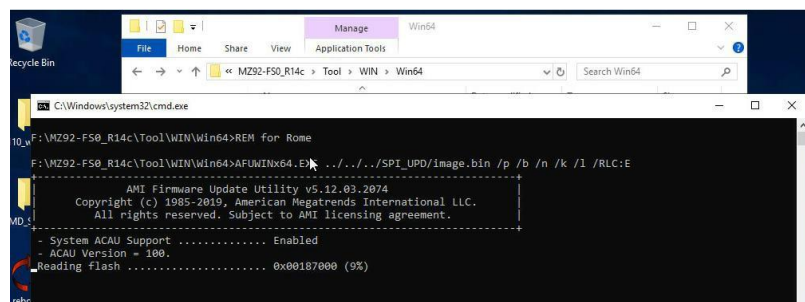 Manage
Win64
File
Home
Share
View
Application Tools
Recycle Bin
« MZ92-FS0_R14c › Tool › WIN › Win64
Search Win64
C:\Windows\system32\cmd.exe
F:\MZ92-FS0_R14c\Tool\WIN\Win64>REM for Rome
F:\MZ92-FS0_R14c\Tool\WIN\Win64>AFUWINx64.EXE ../../../SPI_UPD/image.bin /p /b /n /k /l /RLC:E
+---------------------------------------------------------------------------+
AMI Firmware Update Utility v5.12.03.2074
Copyright (c) 1985-2019, American Megatrends International LLC.
All rights reserved. Subject to AMI licensing agreement.
+---------------------------------------------------------------------------+
- System ACAU Support .............. Enabled
- ACAU Version = 100.
Reading flash ...................... 0x00187000 (9%)